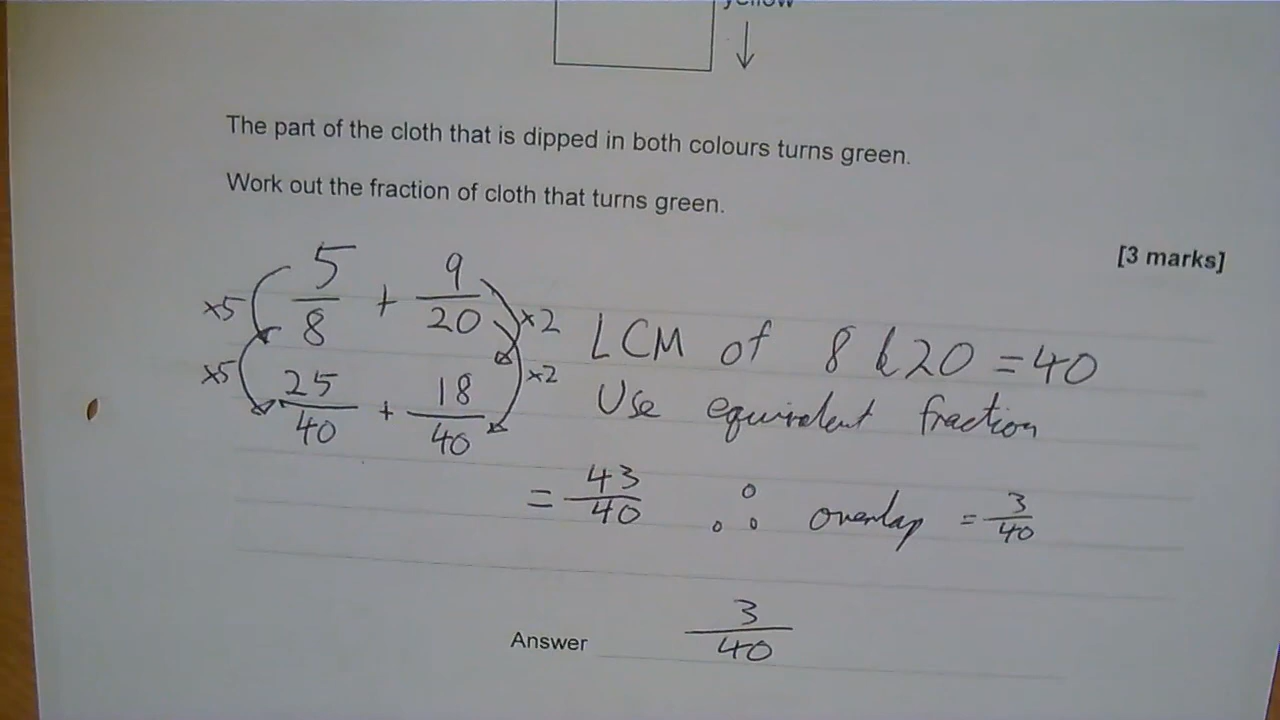 yellow
↓
The part of the cloth that is dipped in both colours turns green.
Work out the fraction of cloth that turns green.
[3 marks]
×5 5/8 + 9/20 ×2 LCM of 8 & 20 = 40
×5 25/40 + 18/40 ×2 Use equivalent fraction
= 43/40 ∴ overlap = 3/40
Answer 3/40